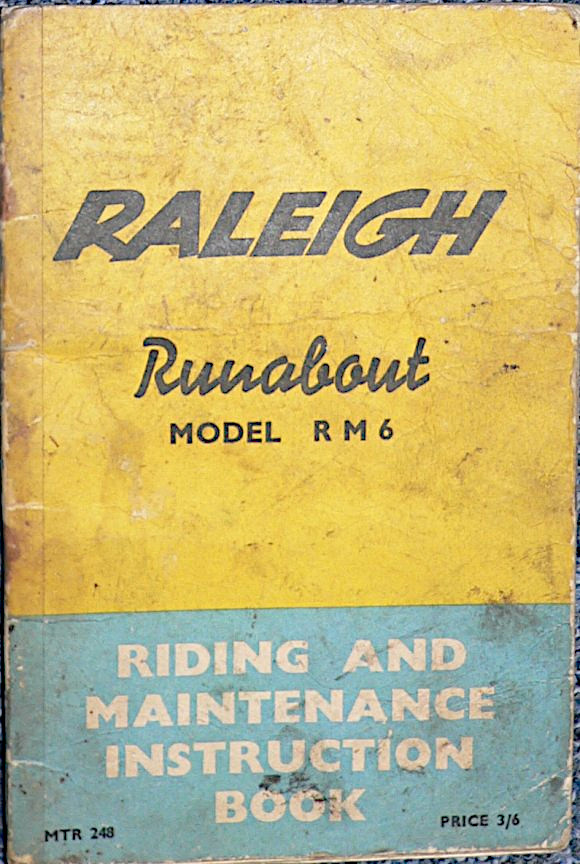 RALEIGH
Runabout
MODEL RM6
RIDING AND
MAINTENANCE
INSTRUCTION
BOOK
MTR 248
PRICE 3/6